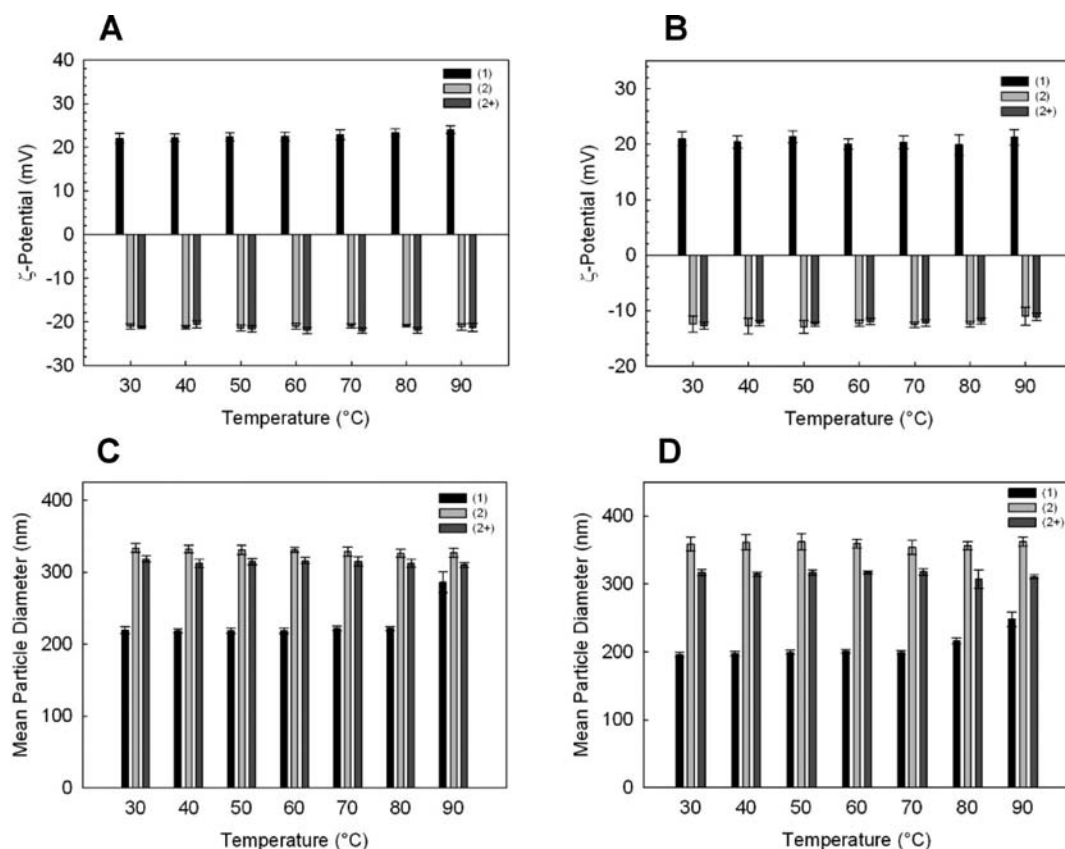 A
40
30
20
10
0
-10
-20
-30
ζ-Potential (mV)
(1)
(2)
(2+)
30 40 50 60 70 80 90
Temperature (°C)
B
30
20
10
0
-10
-20
ζ-Potential (mV)
(1)
(2)
(2+)
30 40 50 60 70 80 90
Temperature (°C)
C
400
300
200
100
0
Mean Particle Diameter (nm)
(1)
(2)
(2+)
30 40 50 60 70 80 90
Temperature (°C)
D
400
300
200
100
0
Mean Particle Diameter (nm)
(1)
(2)
(2+)
30 40 50 60 70 80 90
Temperature (°C)